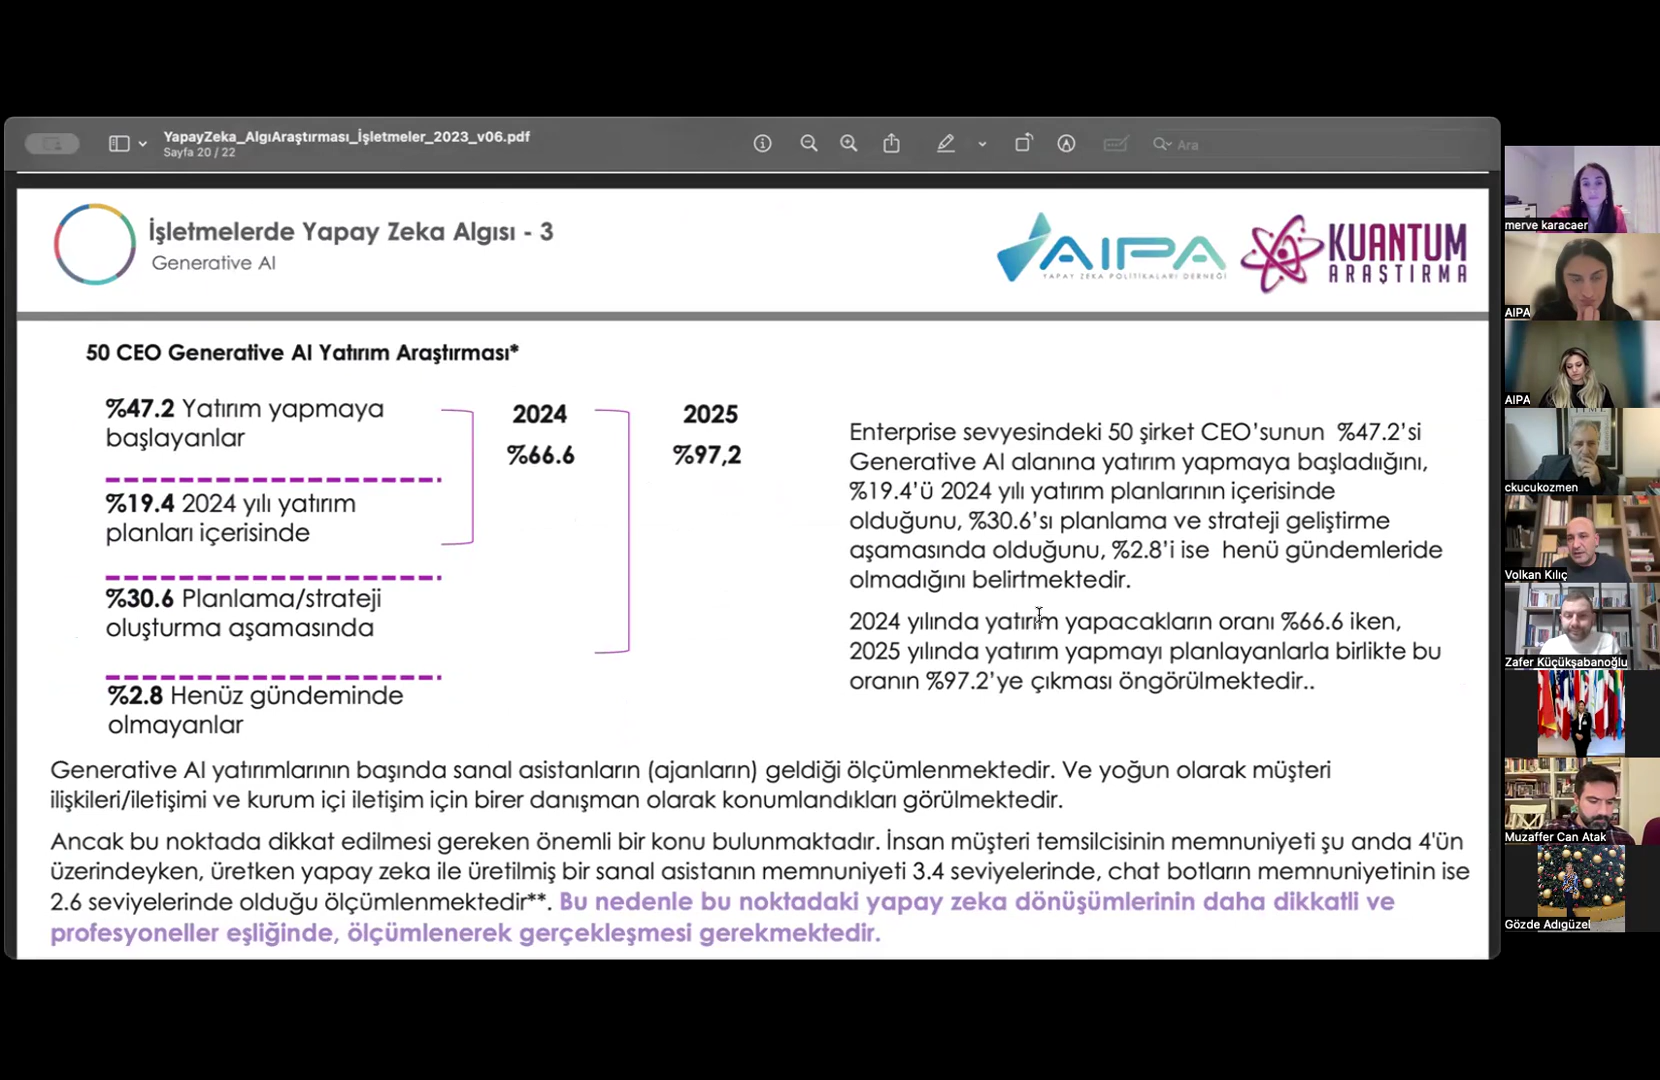 YapayZeka_AlgıAraştırması_İşletmeler_2023_v06.pdf
Sayfa 20 / 22
Ara
İşletmelerde Yapay Zeka Algısı - 3
Generative AI
AIPA
YAPAY ZEKA POLİTİKALARI DERNEĞİ
KUANTUM
ARAŞTIRMA
50 CEO Generative AI Yatırım Araştırması*
%47.2 Yatırım yapmaya
başlayanlar
%19.4 2024 yılı yatırım
planları içerisinde
%30.6 Planlama/strateji
oluşturma aşamasında
%2.8 Henüz gündeminde
olmayanlar
2024
%66.6
2025
%97,2
Enterprise sevyesindeki 50 şirket CEO'sunun %47.2'si
Generative AI alanına yatırım yapmaya başladıığını,
%19.4'ü 2024 yılı yatırım planlarının içerisinde
olduğunu, %30.6'sı planlama ve strateji geliştirme
aşamasında olduğunu, %2.8'i ise henü gündemleride
olmadığını belirtmektedir.
2024 yılında yatırım yapacakların oranı %66.6 iken,
2025 yılında yatırım yapmayı planlayanlarla birlikte bu
oranın %97.2'ye çıkması öngörülmektedir..
Generative AI yatırımlarının başında sanal asistanların (ajanların) geldiği ölçümlenmektedir. Ve yoğun olarak müşteri
ilişkileri/iletişimi ve kurum içi iletişim için birer danışman olarak konumlandıkları görülmektedir.
Ancak bu noktada dikkat edilmesi gereken önemli bir konu bulunmaktadır. İnsan müşteri temsilcisinin memnuniyeti şu anda 4'ün
üzerindeyken, üretken yapay zeka ile üretilmiş bir sanal asistanın memnuniyeti 3.4 seviyelerinde, chat botların memnuniyetinin ise
2.6 seviyelerinde olduğu ölçümlenmektedir**. Bu nedenle bu noktadaki yapay zeka dönüşümlerinin daha dikkatli ve
profesyoneller eşliğinde, ölçümlenerek gerçekleşmesi gerekmektedir.
merve karacaer
AIPA
AIPA
ckucukozmen
Volkan Kılıç
Zafer Küçükşabanoğlu
Muzaffer Can Atak
Gözde Adıgüzel